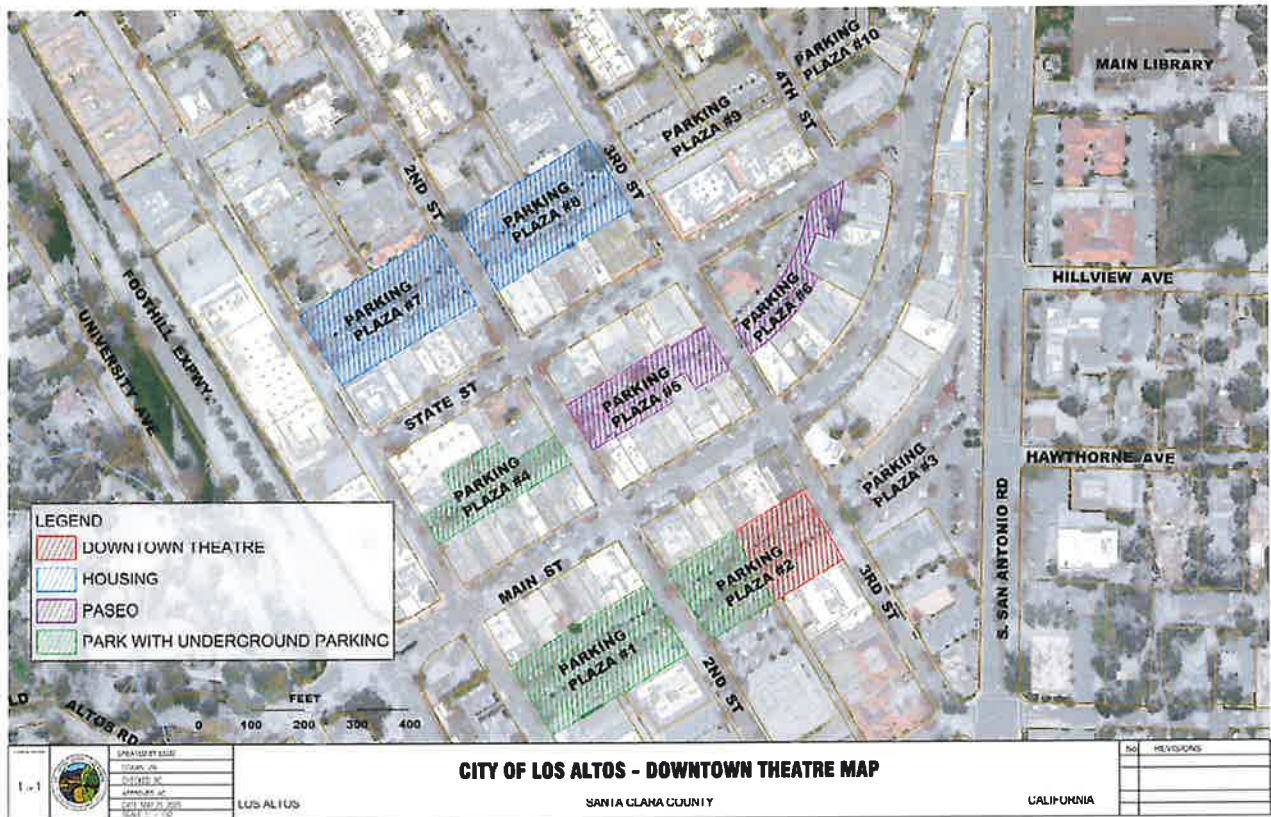 PARKING
PLAZA #10
4TH ST
MAIN LIBRARY
PARKING
PLAZA #9
3RD ST
2ND ST
PARKING
PLAZA #8
PARKING
PLAZA #7
PARKING
PLAZA #6
HILLVIEW AVE
FOOTHILL EXPWY.
UNIVERSITY AVE
STATE ST
PARKING
PLAZA #5
PARKING
PLAZA #4
PARKING
PLAZA #3
HAWTHORNE AVE
S. SAN ANTONIO RD
MAIN ST
PARKING
PLAZA #2
3RD ST
PARKING
PLAZA #1
2ND ST
LEGEND
DOWNTOWN THEATRE
HOUSING
PASEO
PARK WITH UNDERGROUND PARKING
LD
ALTOS RD
FEET
0 100 200 300 400
CITY OF LOS ALTOS - DOWNTOWN THEATRE MAP
LOS ALTOS
SANTA CLARA COUNTY
CALIFORNIA
No
REVISIONS